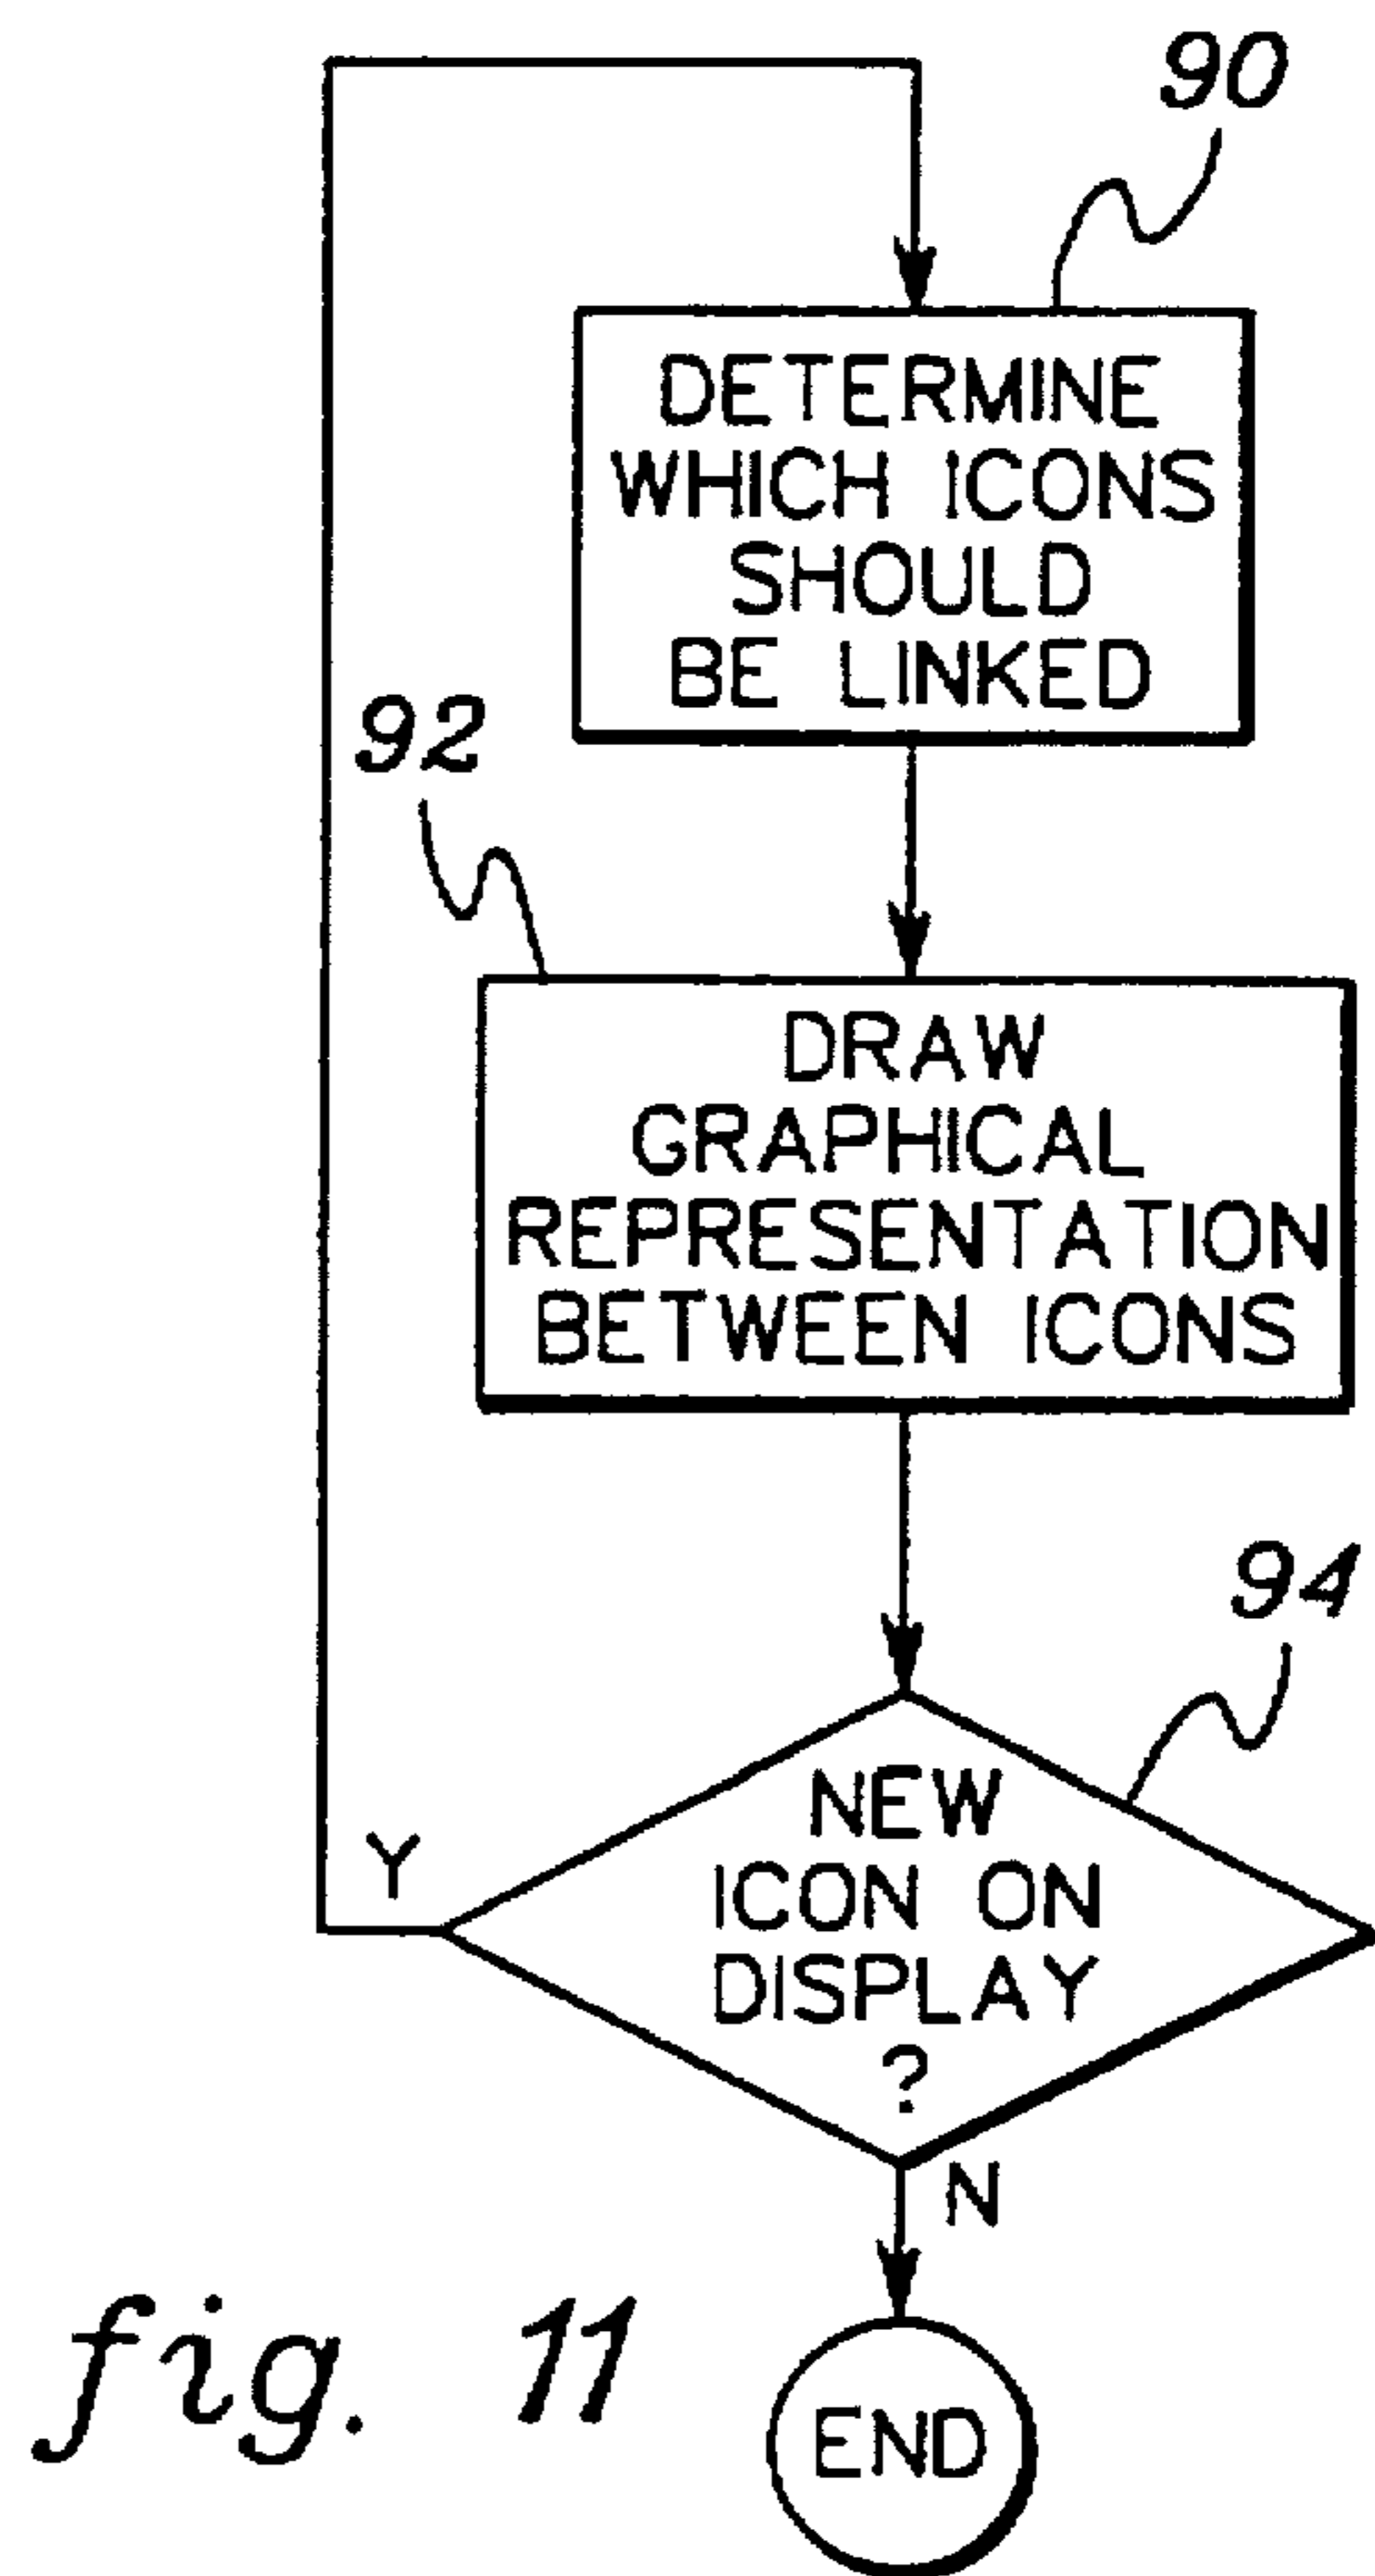 90
DETERMINE
WHICH ICONS
SHOULD
BE LINKED
92
DRAW
GRAPHICAL
REPRESENTATION
BETWEEN ICONS
94
NEW
ICON ON
DISPLAY
?
Y
N
END
fig. 11